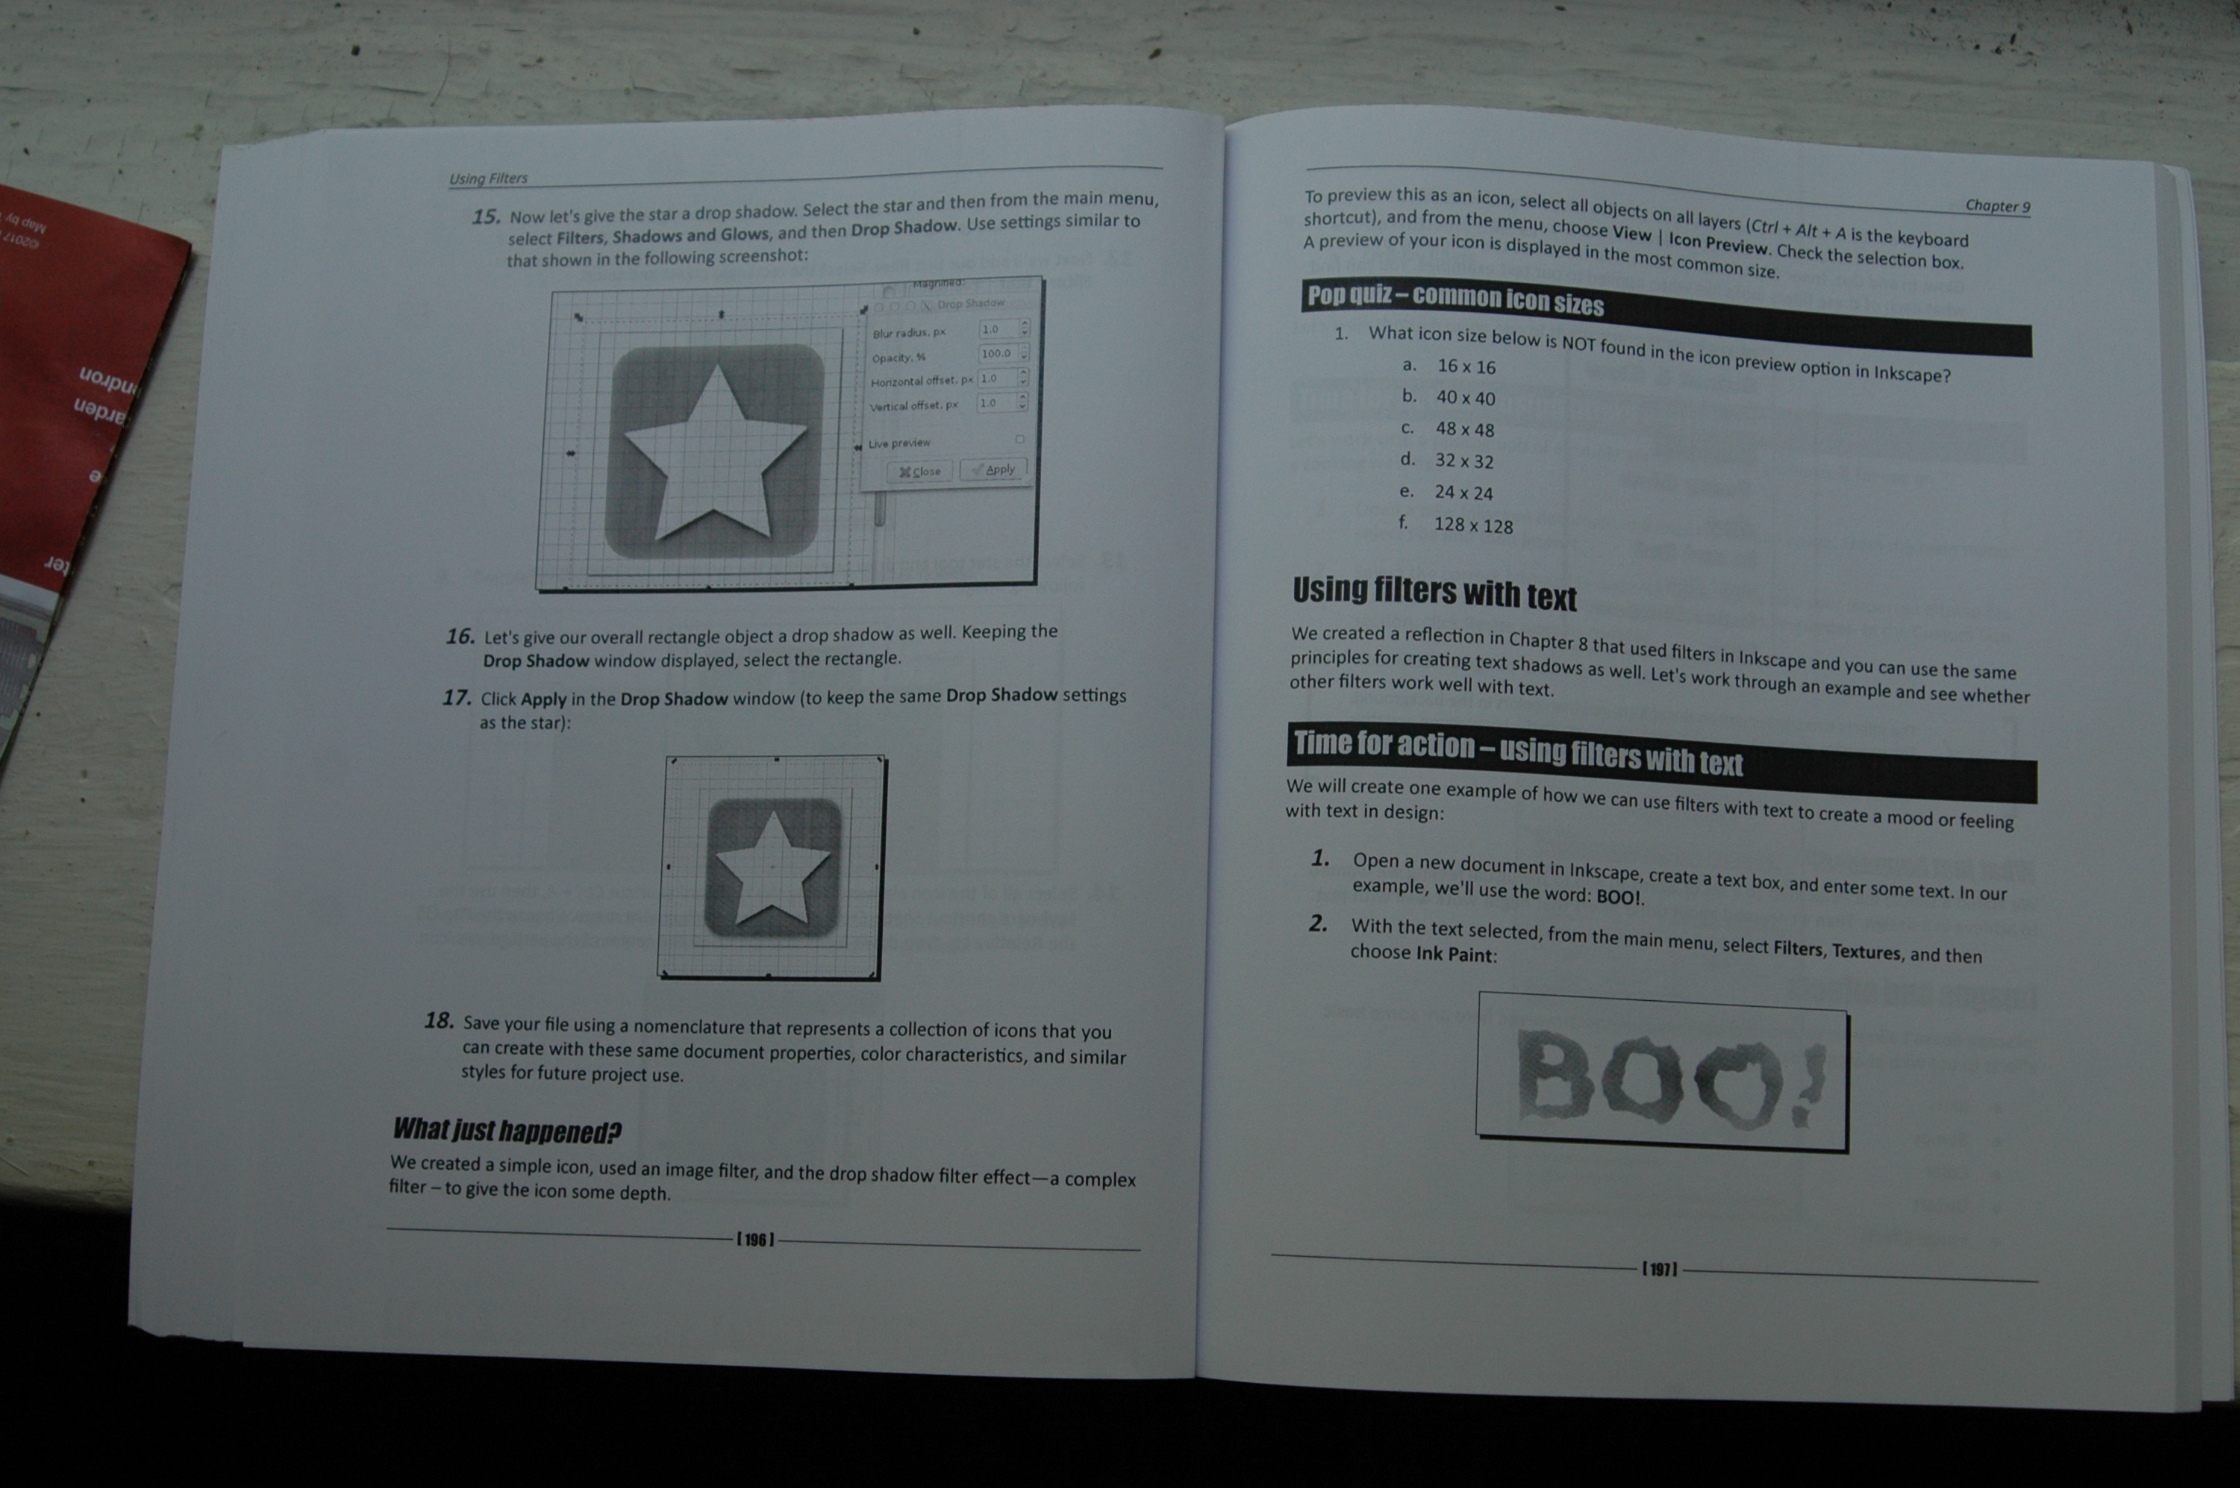 Using Filters
15. Now let's give the star a drop shadow. Select the star and then from the main menu,
select Filters, Shadows and Glows, and then Drop Shadow. Use settings similar to
that shown in the following screenshot:
Magnified:
Drop Shadow
Blur radius, px 1.0
Opacity, % 100.0
Horizontal offset, px 1.0
Vertical offset, px 1.0
Live preview
Close Apply
16. Let's give our overall rectangle object a drop shadow as well. Keeping the
Drop Shadow window displayed, select the rectangle.
17. Click Apply in the Drop Shadow window (to keep the same Drop Shadow settings
as the star):
18. Save your file using a nomenclature that represents a collection of icons that you
can create with these same document properties, color characteristics, and similar
styles for future project use.
What just happened?
We created a simple icon, used an image filter, and the drop shadow filter effect—a complex
filter – to give the icon some depth.
[ 196 ]
Chapter 9
To preview this as an icon, select all objects on all layers (Ctrl + Alt + A is the keyboard
shortcut), and from the menu, choose View | Icon Preview. Check the selection box.
A preview of your icon is displayed in the most common size.
Pop quiz – common icon sizes
1. What icon size below is NOT found in the icon preview option in Inkscape?
a. 16 x 16
b. 40 x 40
c. 48 x 48
d. 32 x 32
e. 24 x 24
f. 128 x 128
Using filters with text
We created a reflection in Chapter 8 that used filters in Inkscape and you can use the same
principles for creating text shadows as well. Let's work through an example and see whether
other filters work well with text.
Time for action – using filters with text
We will create one example of how we can use filters with text to create a mood or feeling
with text in design:
1. Open a new document in Inkscape, create a text box, and enter some text. In our
example, we'll use the word: BOO!.
2. With the text selected, from the main menu, select Filters, Textures, and then
choose Ink Paint:
BOO!
[ 197 ]
Map by
©2017